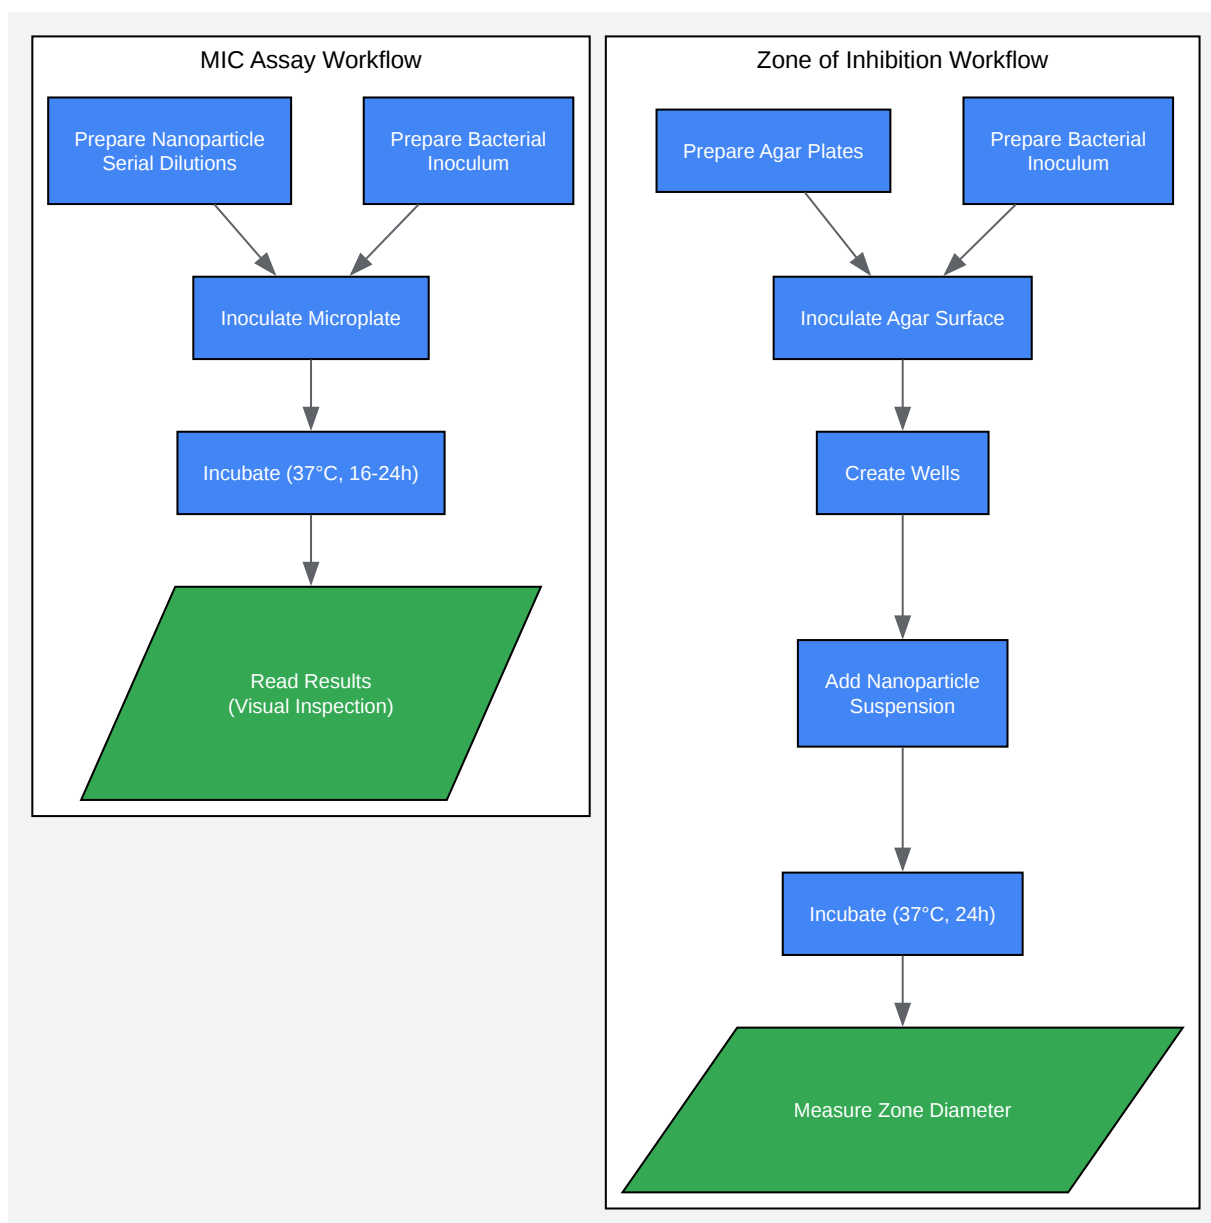 MIC Assay Workflow
Prepare Nanoparticle
Serial Dilutions
Prepare Bacterial
Inoculum
Inoculate Microplate
Incubate (37°C, 16-24h)
Read Results
(Visual Inspection)
Zone of Inhibition Workflow
Prepare Agar Plates
Prepare Bacterial
Inoculum
Inoculate Agar Surface
Create Wells
Add Nanoparticle
Suspension
Incubate (37°C, 24h)
Measure Zone Diameter